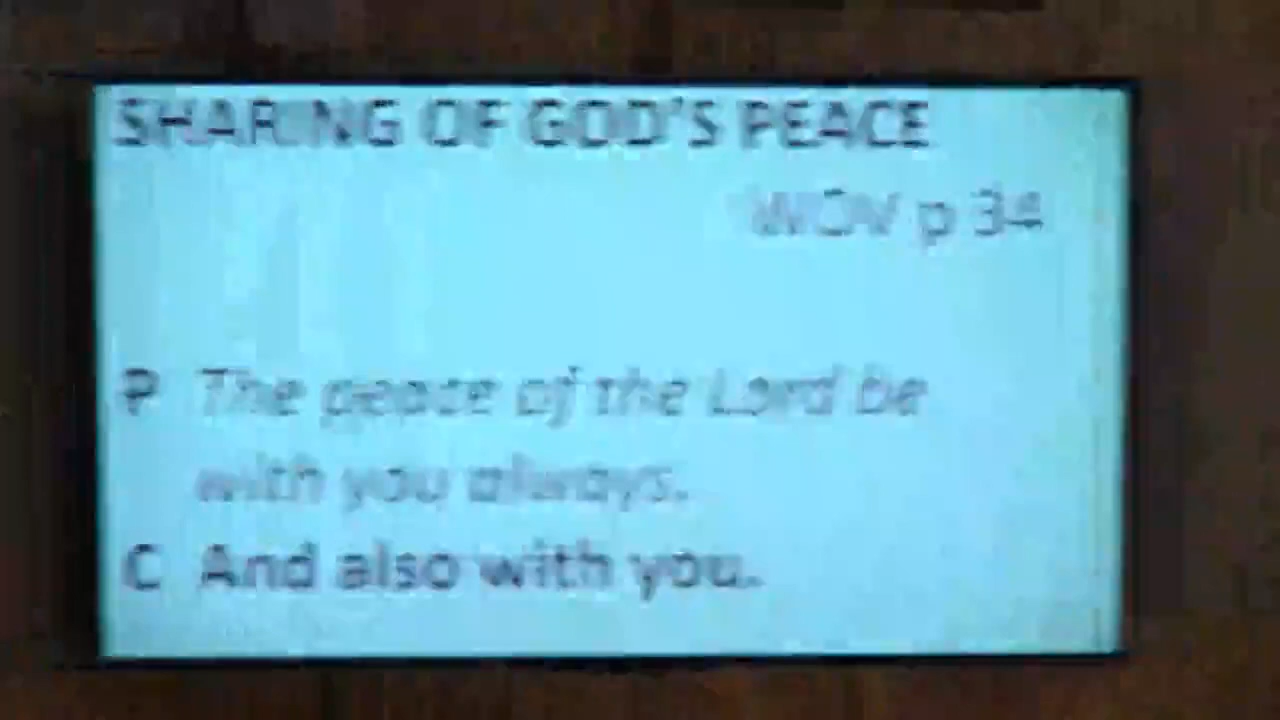 SHARING OF GOD'S PEACE
WOV p 34
P The peace of the Lord be
with you always.
C And also with you.